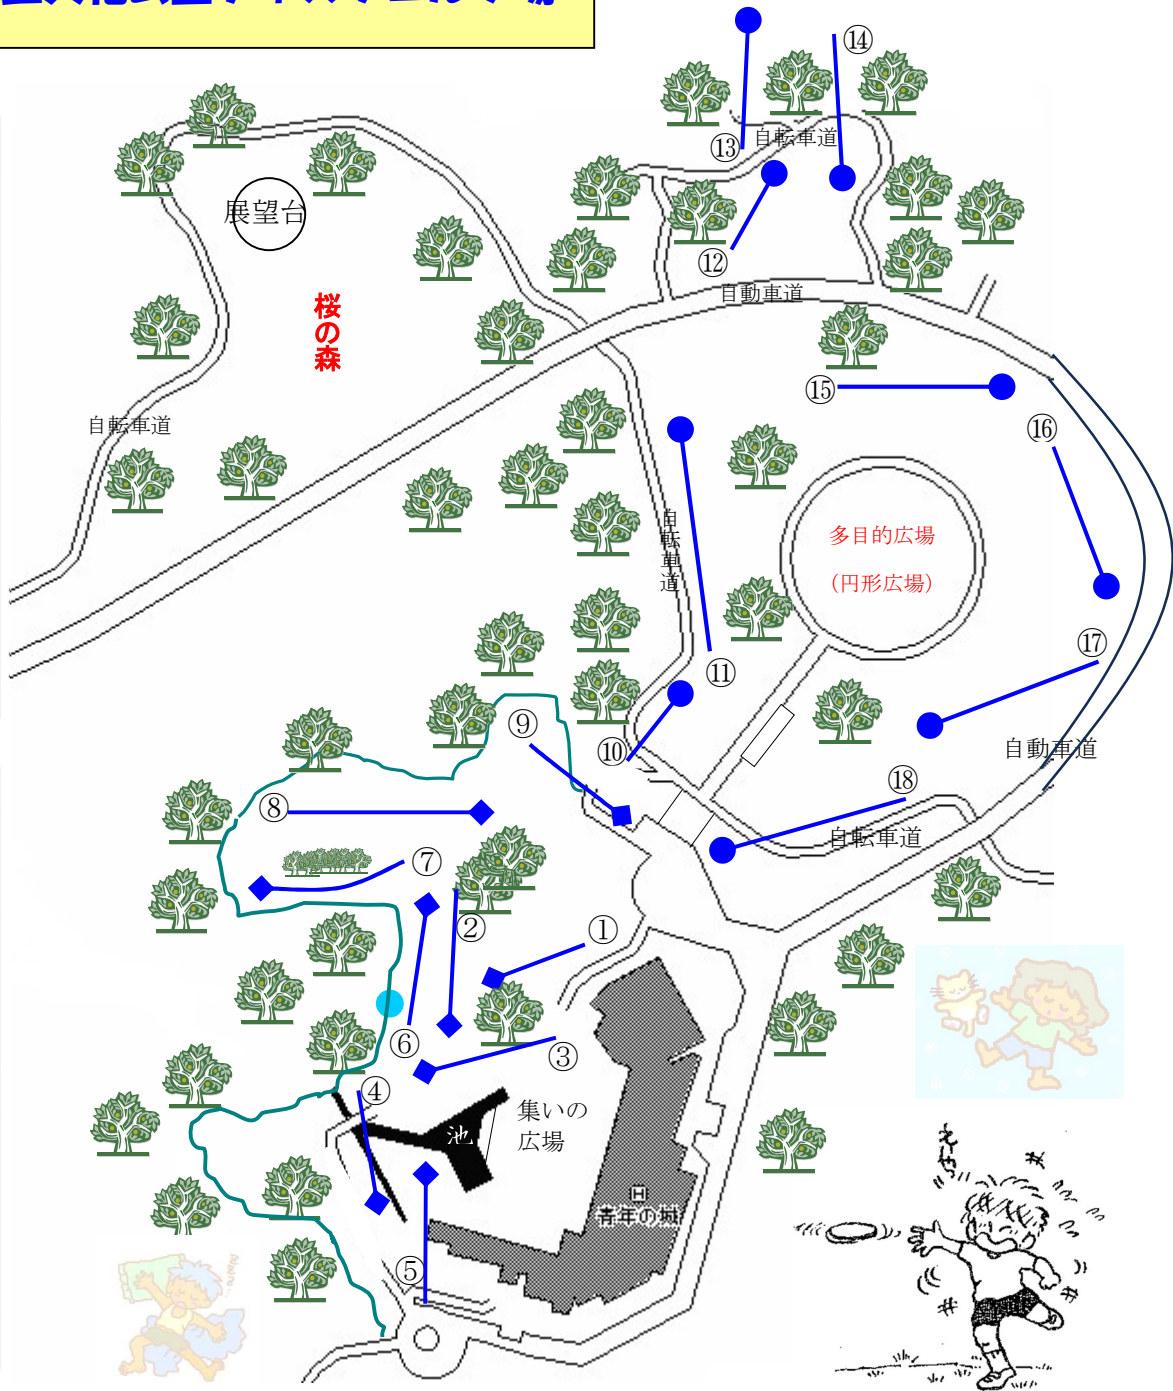 ⑭
⑬
自転車道
展望台
⑫
自動車道
桜の森
⑮
自転車道
⑯
自転車道
多目的広場
(円形広場)
⑰
⑪
⑨
⑩
自動車道
⑱
⑧
自転車道
⑦
②
①
⑥
③
④
集いの
広場
池
青年の城
⑤